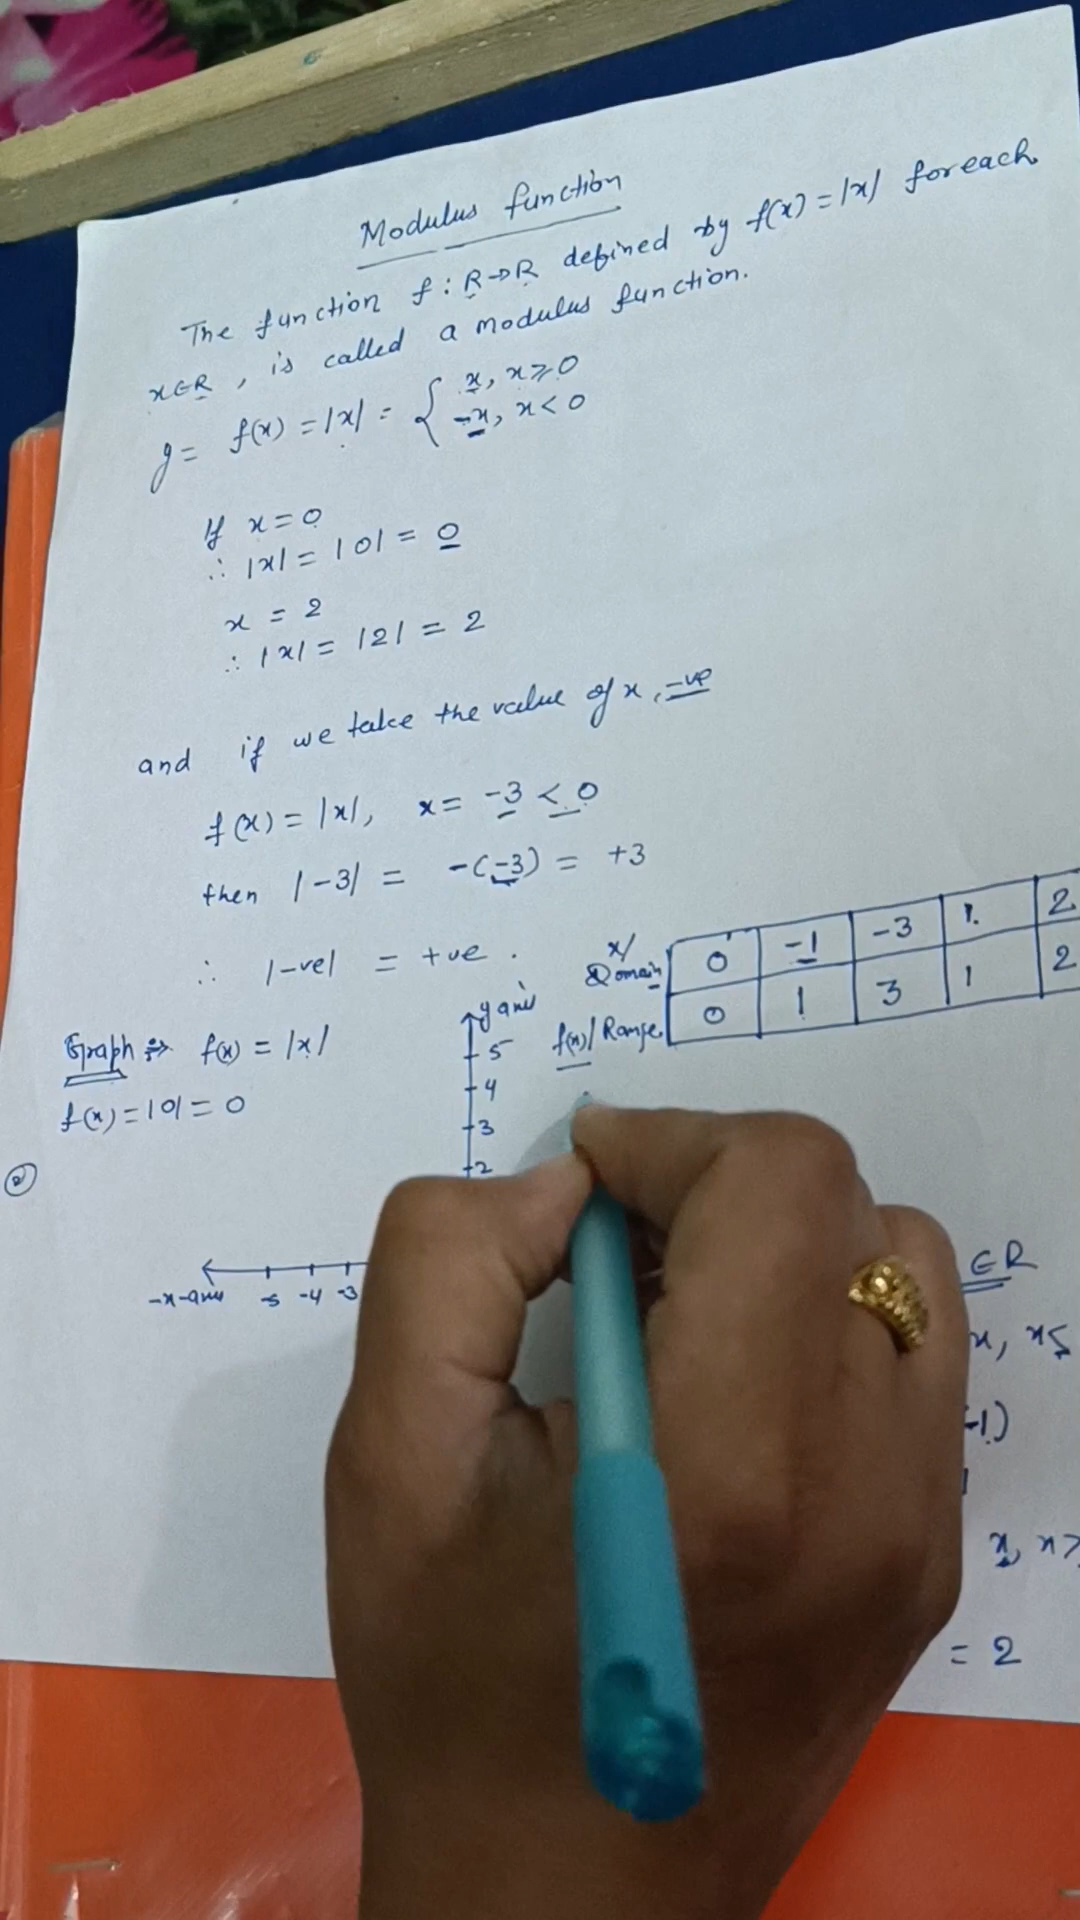 Modulus function
The function f : R→R defined by f(x) = |x| for each
x∈R , is called a modulus function.
y = f(x) = |x| = { x, x ≥ 0
-x, x < 0
If x = 0
∴ |x| = |0| = 0
x = 2
∴ |x| = |2| = 2
and if we take the value of x, -ve
f(x) = |x|, x = -3 < 0
then |-3| = -(-3) = +3
∴ |-ve| = +ve .
x/ Domain 0 -1 -3 1 2
f(x)/ Range 0 1 3 1 2
Graph ⇒ f(x) = |x|
f(x) = |0| = 0
y axis
5
4
3
2
-x-axis -5 -4 -3
∈R
x, x≤
-1)
1
x, x>
= 2